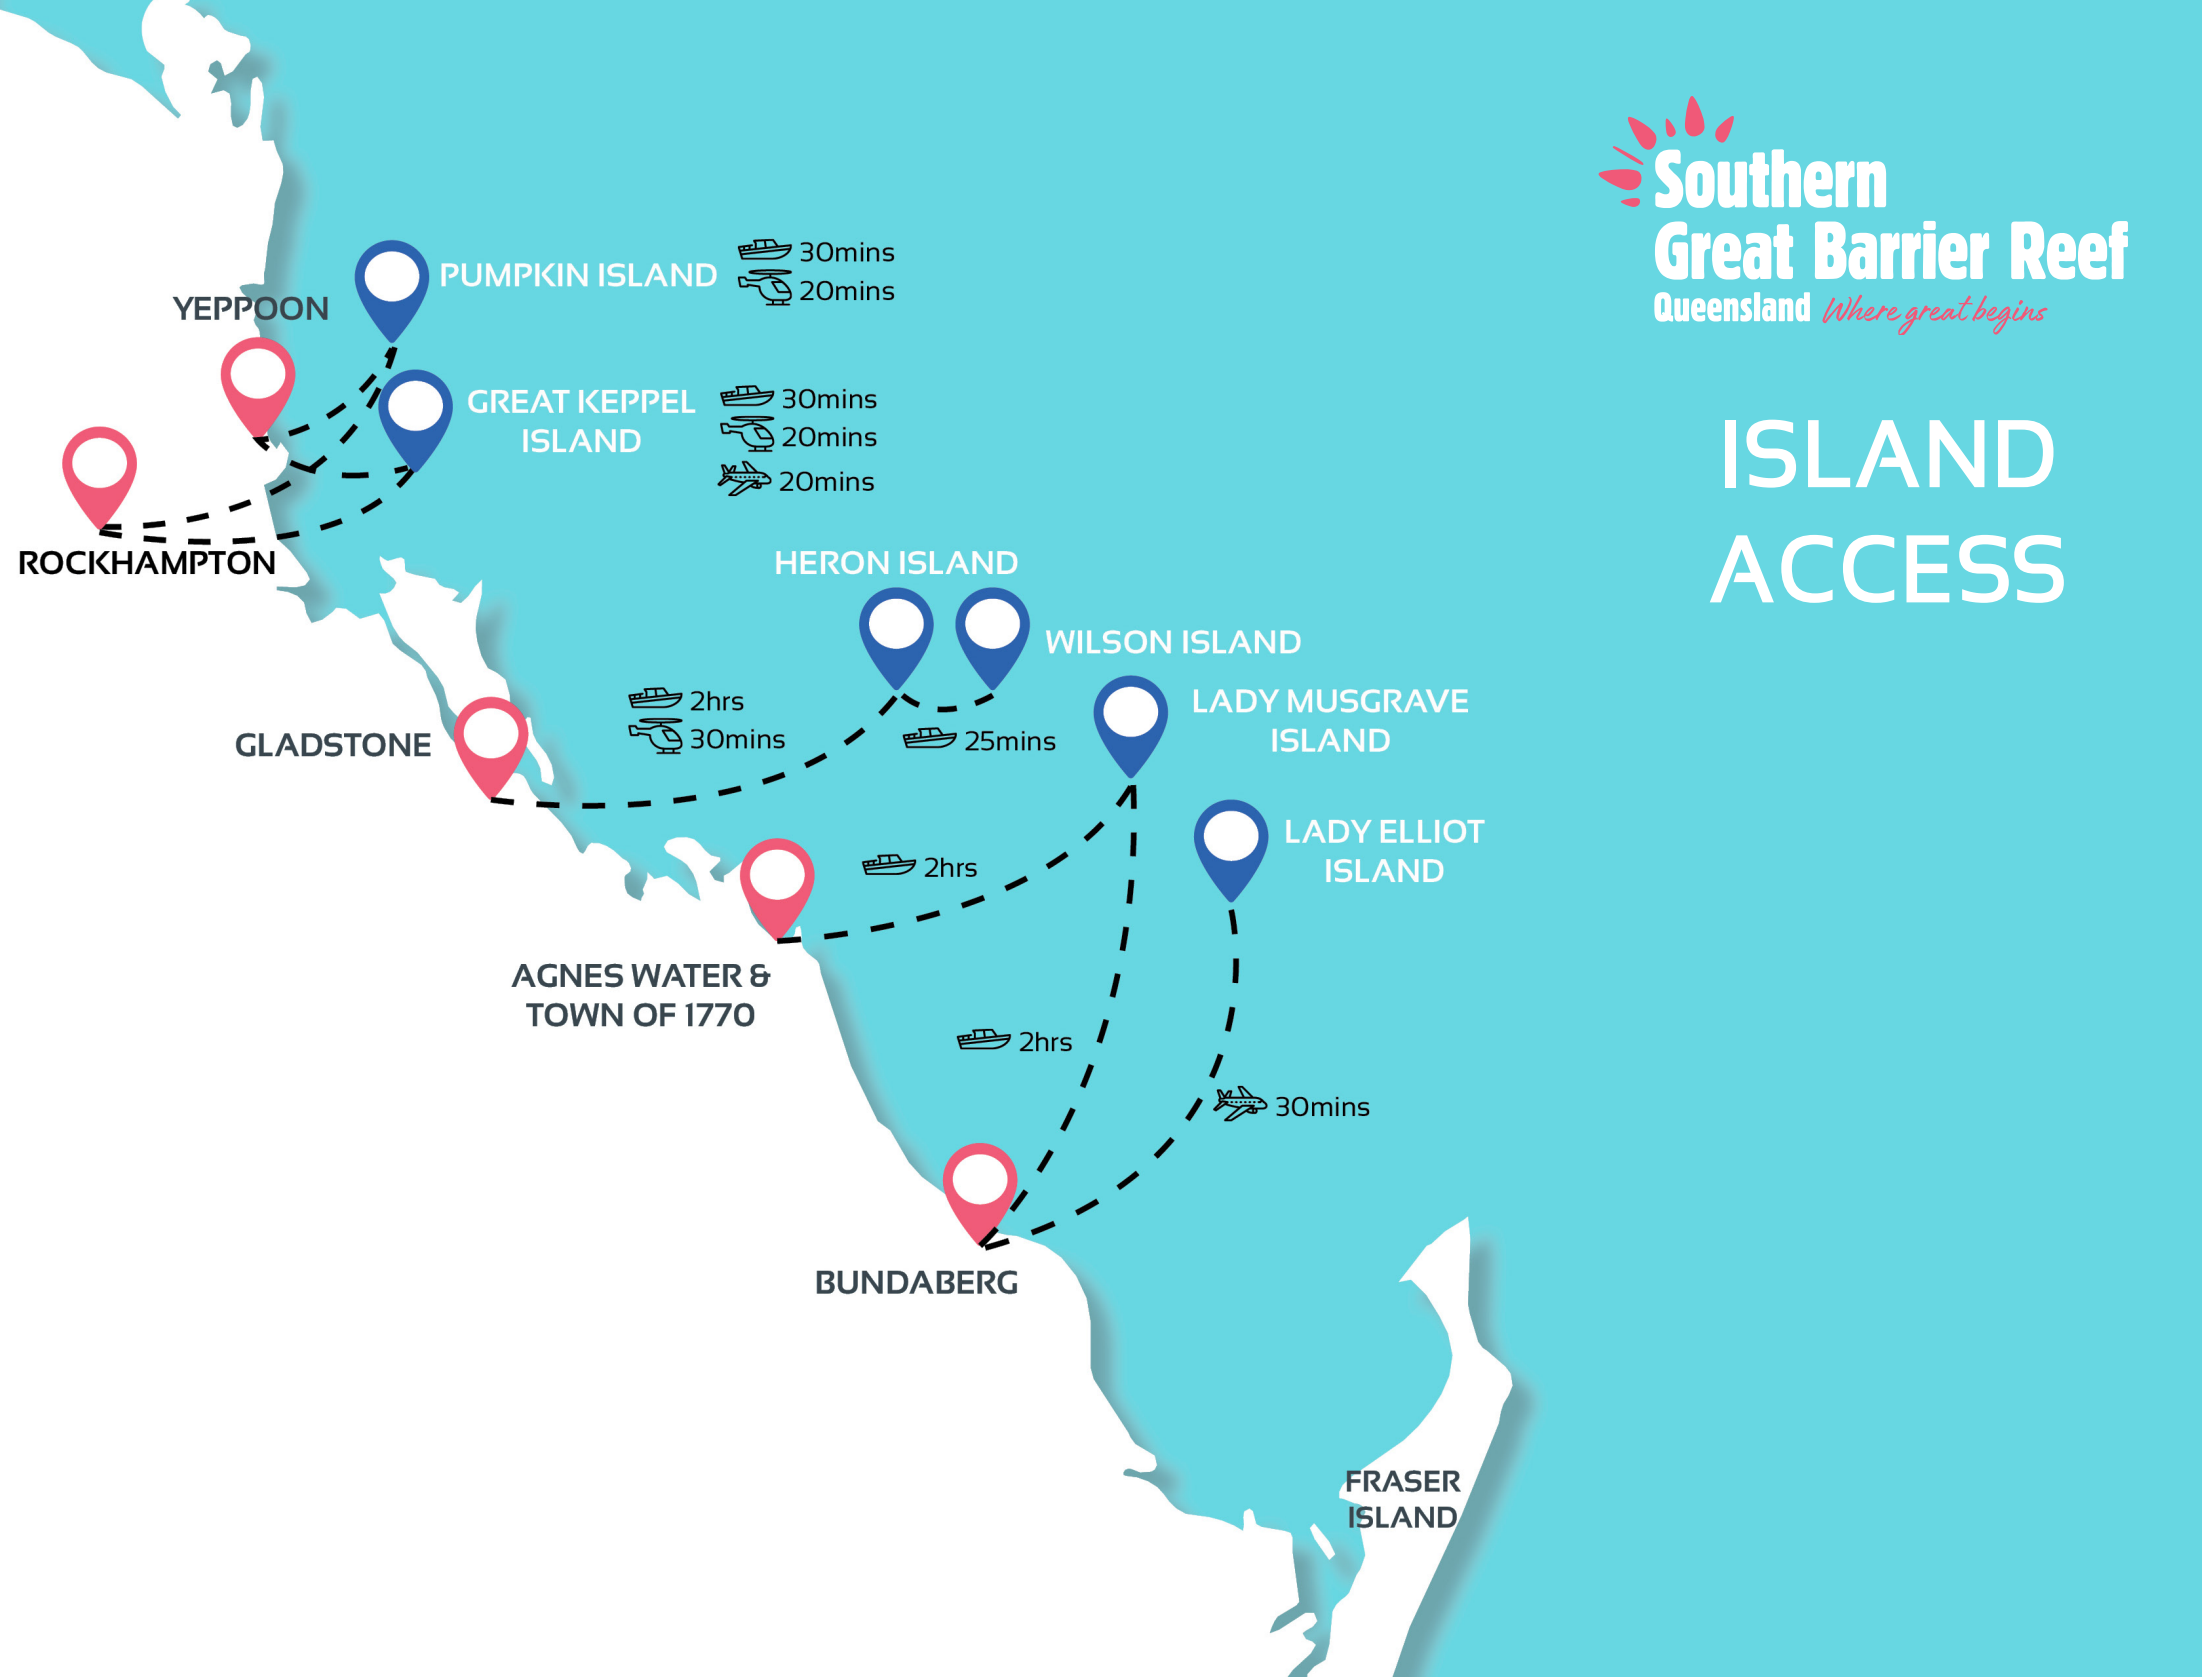 Southern
Great Barrier Reef
Queensland Where great begins
ISLAND
ACCESS
PUMPKIN ISLAND
30mins
20mins
YEPPOON
GREAT KEPPEL
ISLAND
30mins
20mins
20mins
ROCKHAMPTON
HERON ISLAND
WILSON ISLAND
2hrs
30mins
25mins
GLADSTONE
LADY MUSGRAVE
ISLAND
LADY ELLIOT
ISLAND
2hrs
AGNES WATER &
TOWN OF 1770
2hrs
30mins
BUNDABERG
FRASER
ISLAND